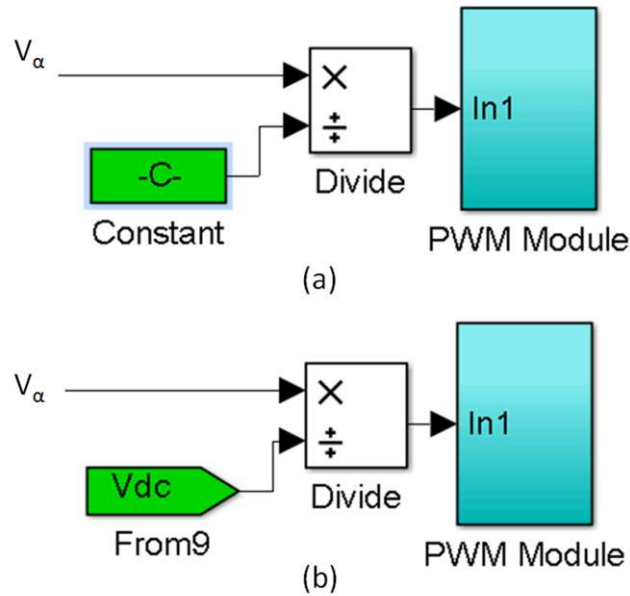 Vα
×
÷
-C-
In1
Divide
Constant
PWM Module
(a)
Vα
×
÷
In1
Vdc
Divide
From9
PWM Module
(b)